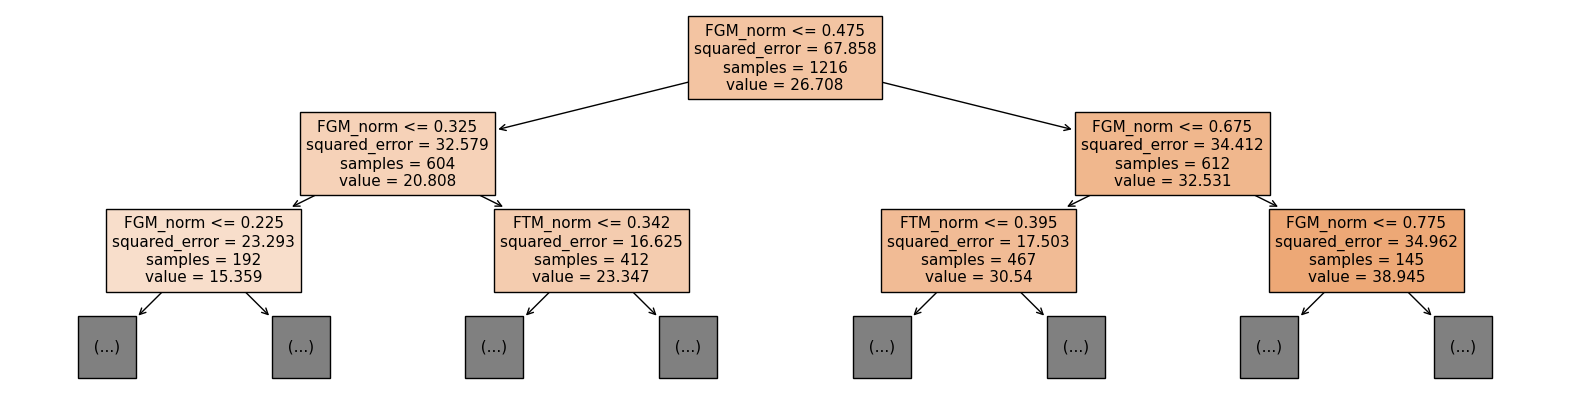 FGM_norm <= 0.475
squared_error = 67.858
samples = 1216
value = 26.708
FGM_norm <= 0.325
squared_error = 32.579
samples = 604
value = 20.808
FGM_norm <= 0.675
squared_error = 34.412
samples = 612
value = 32.531
FGM_norm <= 0.225
squared_error = 23.293
samples = 192
value = 15.359
FTM_norm <= 0.342
squared_error = 16.625
samples = 412
value = 23.347
FTM_norm <= 0.395
squared_error = 17.503
samples = 467
value = 30.54
FGM_norm <= 0.775
squared_error = 34.962
samples = 145
value = 38.945
(...)
(...)
(...)
(...)
(...)
(...)
(...)
(...)